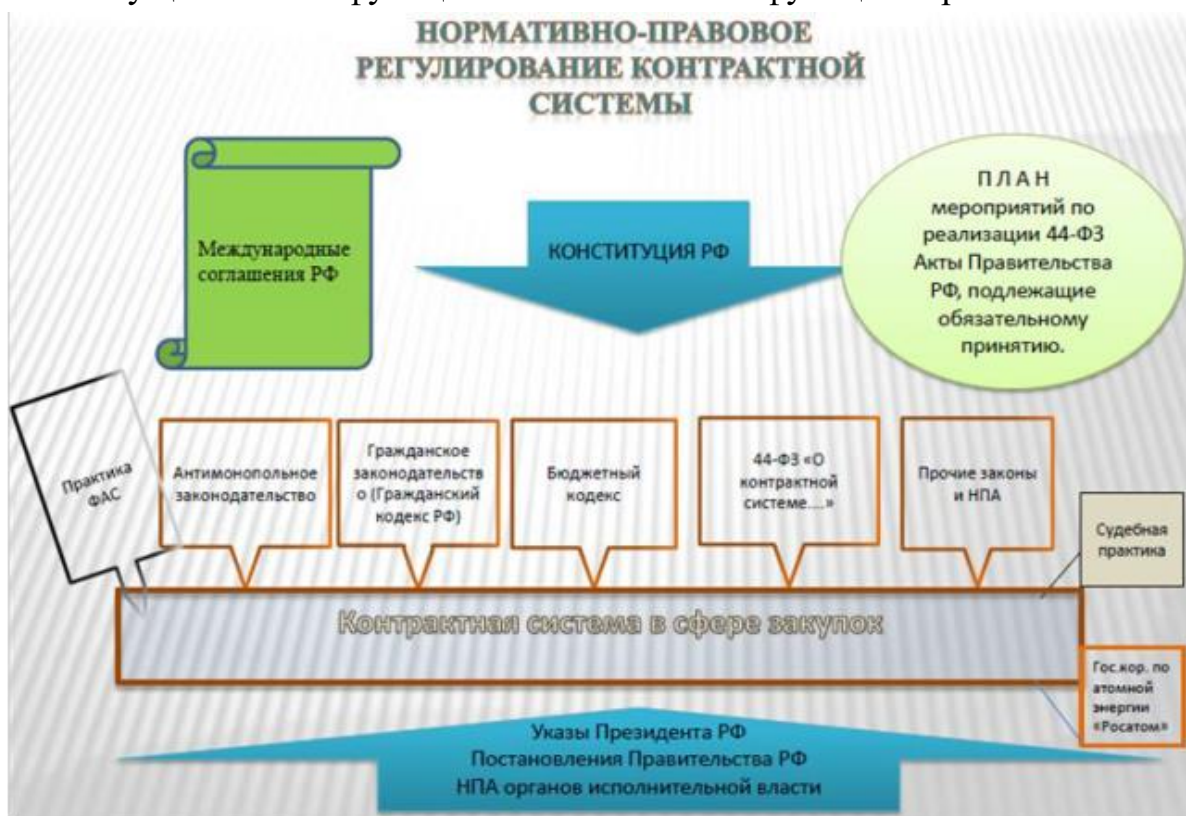 НОРМАТИВНО-ПРАВОВОЕ
РЕГУЛИРОВАНИЕ КОНТРАКТНОЙ
СИСТЕМЫ
Международные
соглашения РФ
КОНСТИТУЦИЯ РФ
П Л А Н
мероприятий по
реализации 44-ФЗ
Акты Правительства
РФ, подлежащие
обязательному
принятию.
Практика
ФАС
Антимонопольное
законодательство
Гражданское
законодательств
о (Гражданский
кодекс РФ)
Бюджетный
кодекс
44-ФЗ «О
контрактной
системе....»
Прочие законы
и НПА
Судебная
практика
Контрактная система в сфере закупок
Гос.кор. по
атомной
энергии
«Росатом»
Указы Президента РФ
Постановления Правительства РФ
НПА органов исполнительной власти